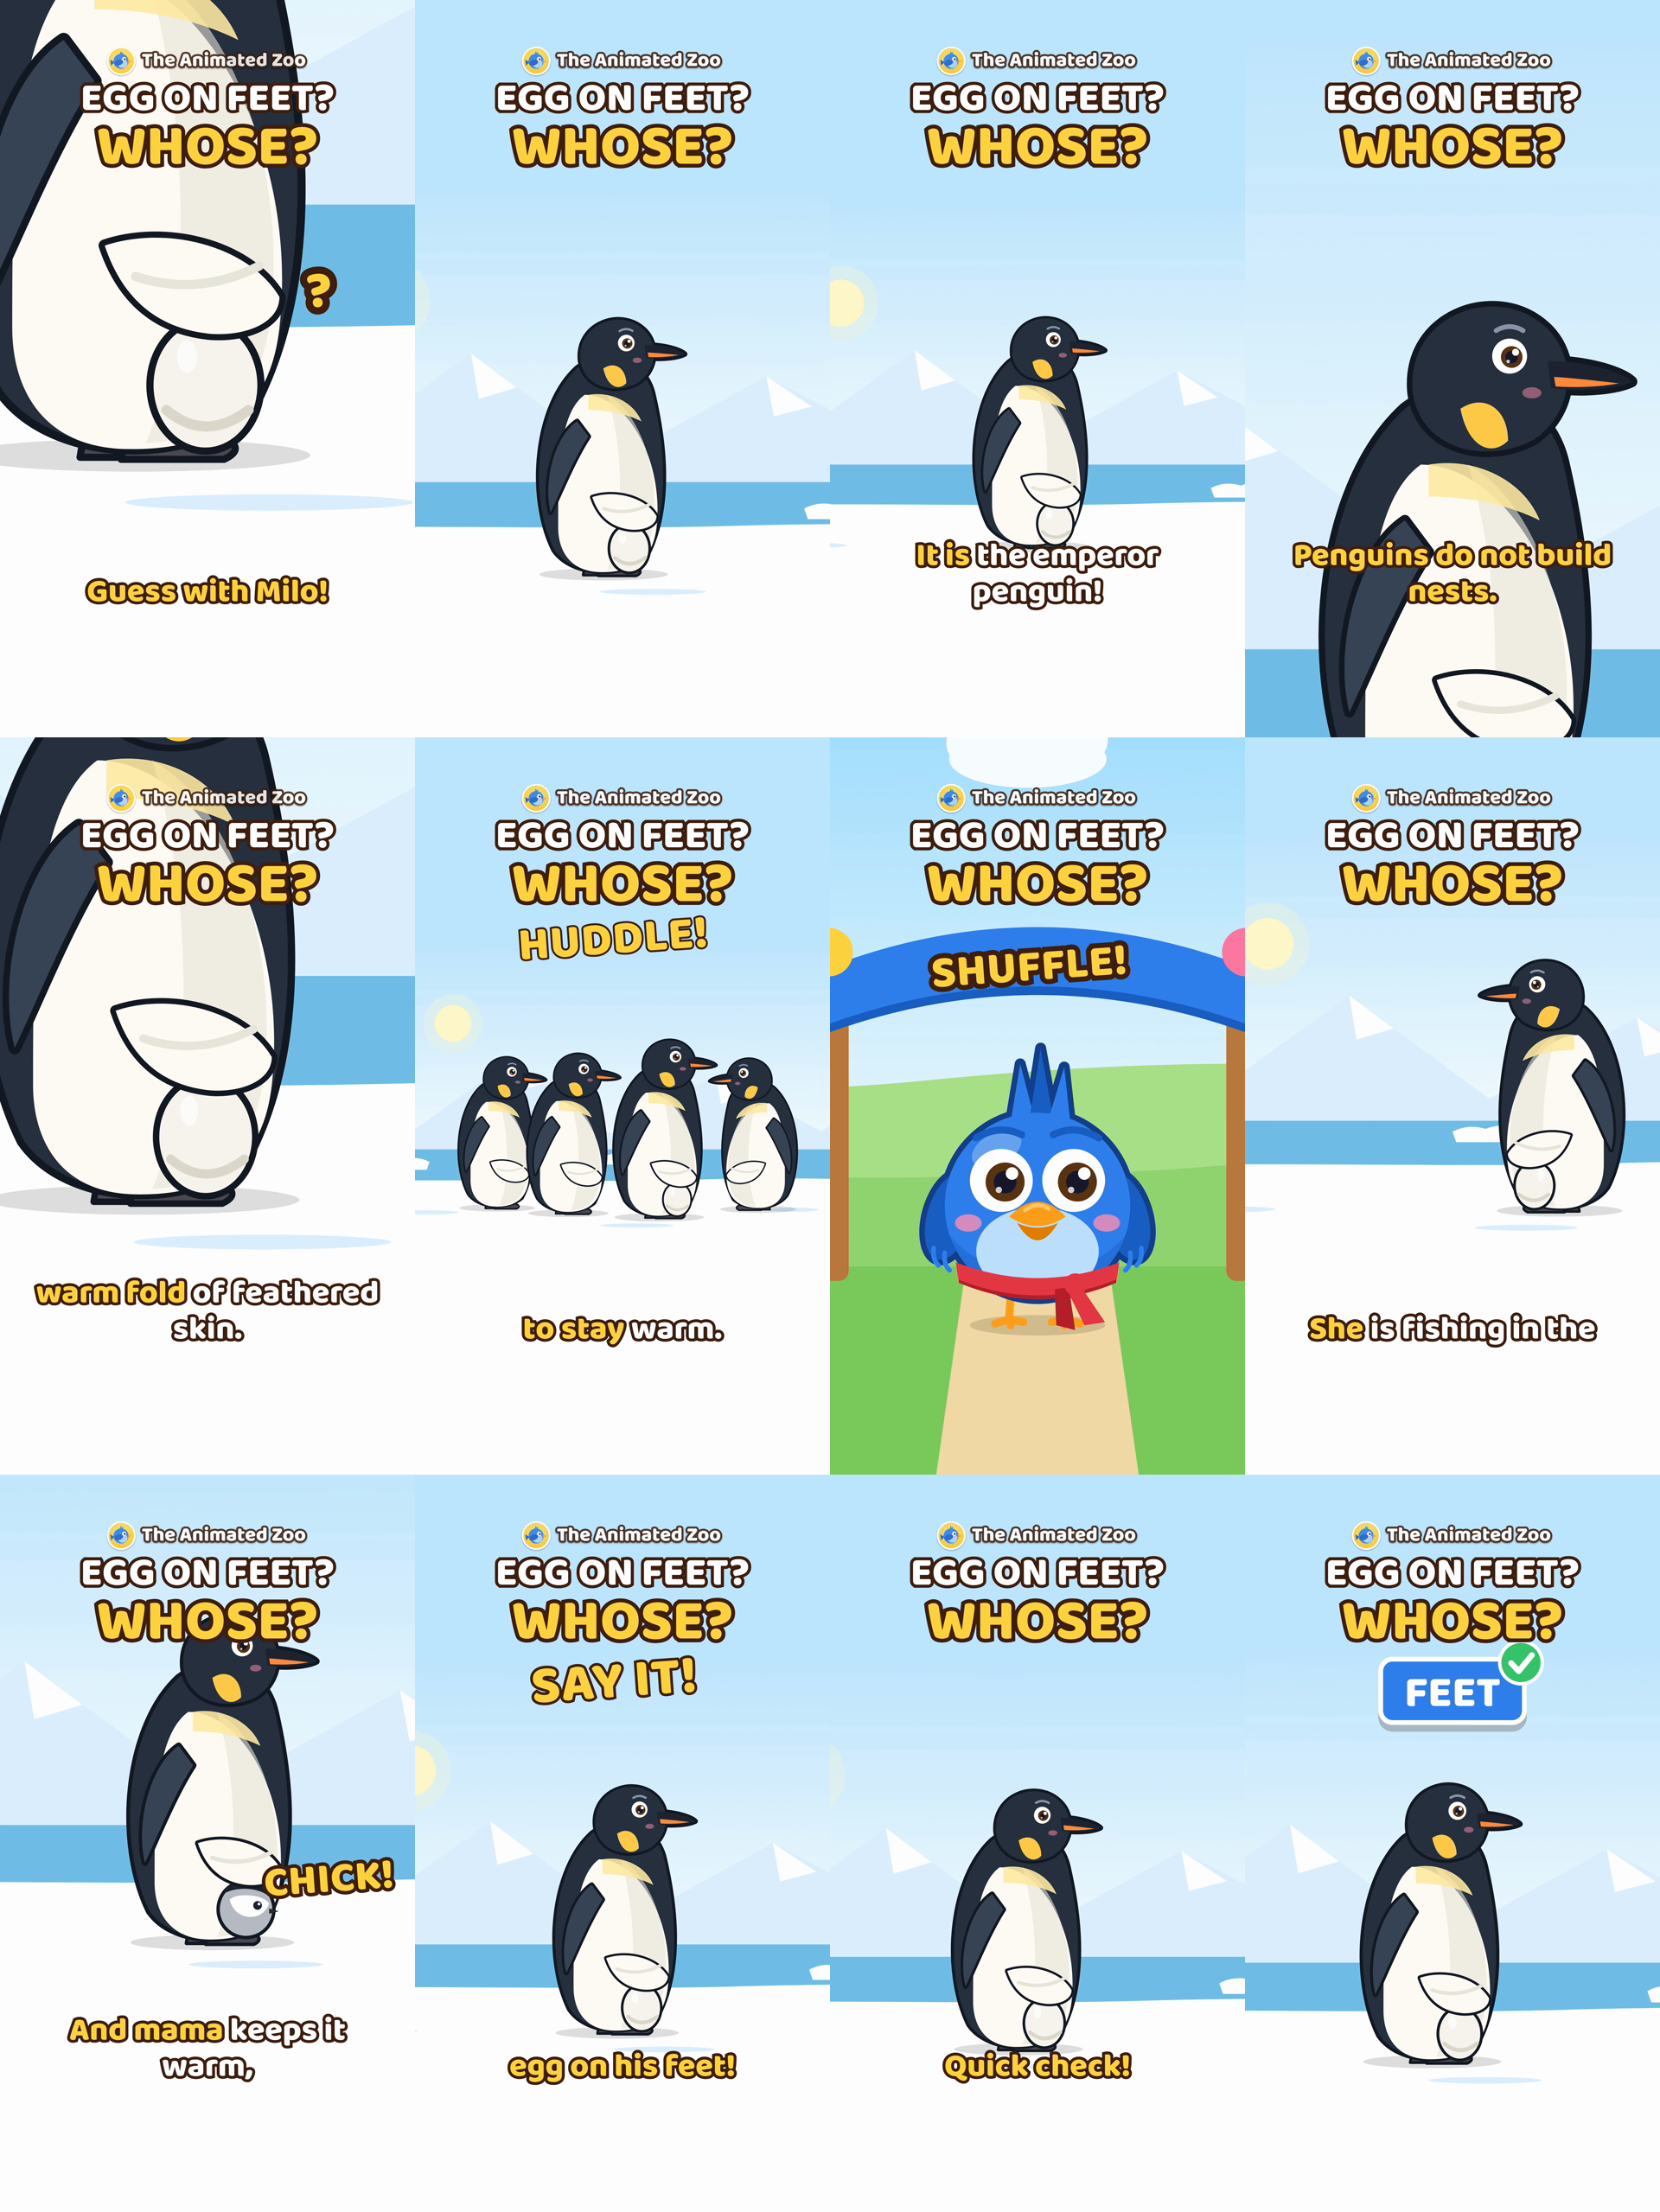 The Animated Zoo
EGG ON FEET?
WHOSE?
?
Guess with Milo!
The Animated Zoo
EGG ON FEET?
WHOSE?
The Animated Zoo
EGG ON FEET?
WHOSE?
It is the emperor
penguin!
The Animated Zoo
EGG ON FEET?
WHOSE?
Penguins do not build
nests.
The Animated Zoo
EGG ON FEET?
WHOSE?
warm fold of feathered
skin.
The Animated Zoo
EGG ON FEET?
WHOSE?
HUDDLE!
to stay warm.
The Animated Zoo
EGG ON FEET?
WHOSE?
SHUFFLE!
The Animated Zoo
EGG ON FEET?
WHOSE?
She is fishing in the
The Animated Zoo
EGG ON FEET?
WHOSE?
CHICK!
And mama keeps it
warm,
The Animated Zoo
EGG ON FEET?
WHOSE?
SAY IT!
egg on his feet!
The Animated Zoo
EGG ON FEET?
WHOSE?
Quick check!
The Animated Zoo
EGG ON FEET?
WHOSE?
FEET